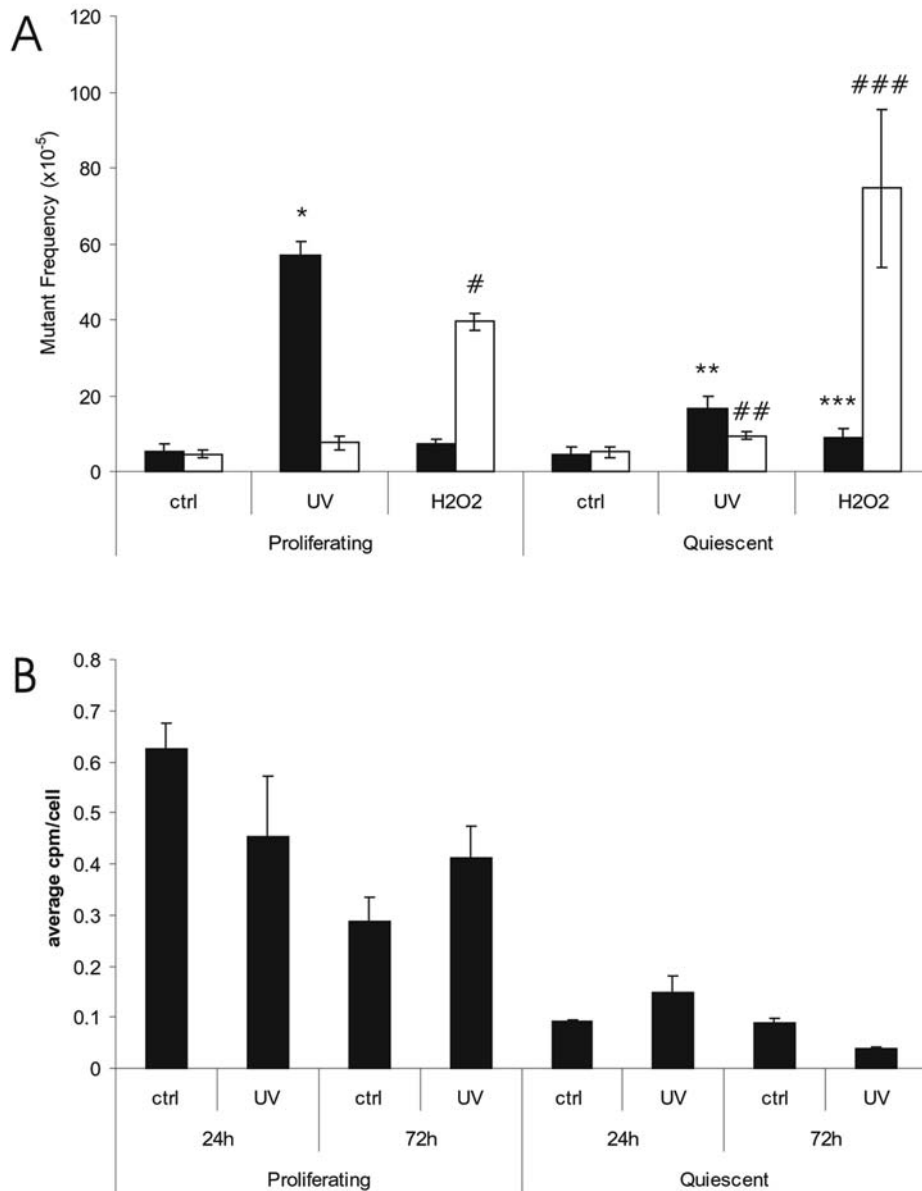 A
120
100
80
60
40
20
0
Mutant Frequency (x10-5)
*
#
**
##
***
###
ctrl UV H2O2 ctrl UV H2O2
Proliferating Quiescent
B
0.8
0.7
0.6
0.5
0.4
0.3
0.2
0.1
0
average cpm/cell
ctrl UV ctrl UV ctrl UV ctrl UV
24h 72h 24h 72h
Proliferating Quiescent